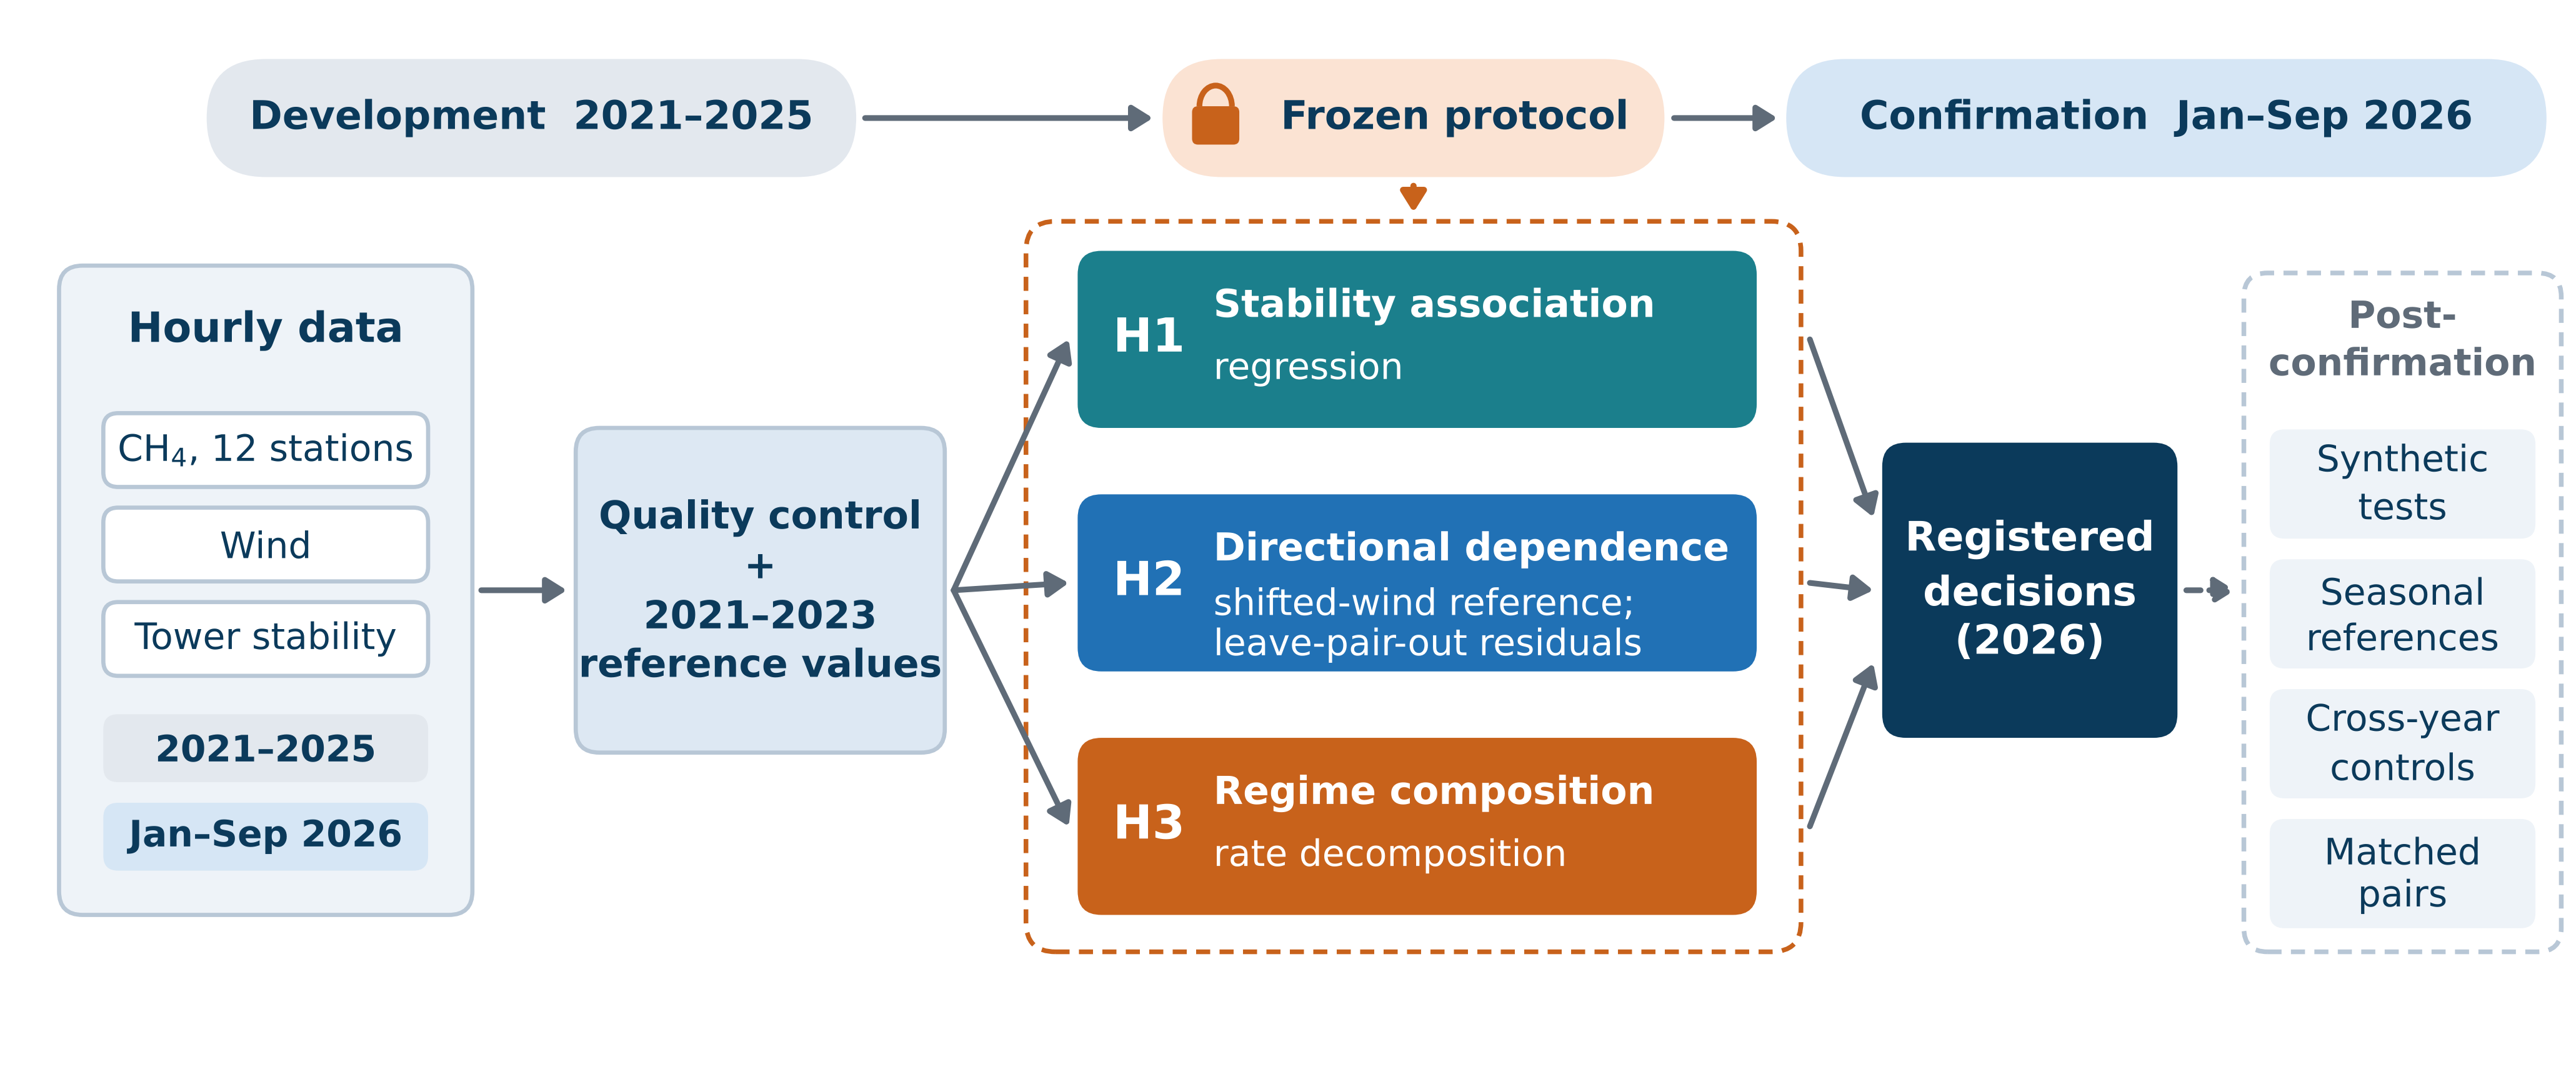 Development 2021–2025
Frozen protocol
Confirmation Jan–Sep 2026
Hourly data
CH₄, 12 stations
Wind
Tower stability
2021–2025
Jan–Sep 2026
Quality control
+
2021–2023
reference values
H1
Stability association
regression
H2
Directional dependence
shifted-wind reference;
leave-pair-out residuals
H3
Regime composition
rate decomposition
Registered
decisions
(2026)
Post-
confirmation
Synthetic
tests
Seasonal
references
Cross-year
controls
Matched
pairs